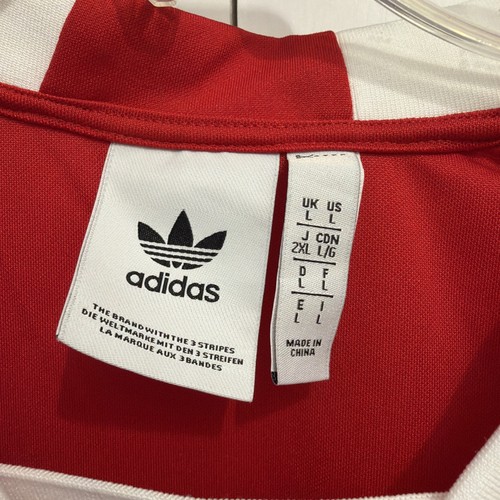 adidas
THE BRAND WITH THE 3 STRIPES
DIE WELTMARKE MIT DEN 3 STREIFEN
LA MARQUE AUX 3 BANDES
UK US
L L
J CDN
2XL L/G
D F
L L
E I
L L
MADE IN
CHINA